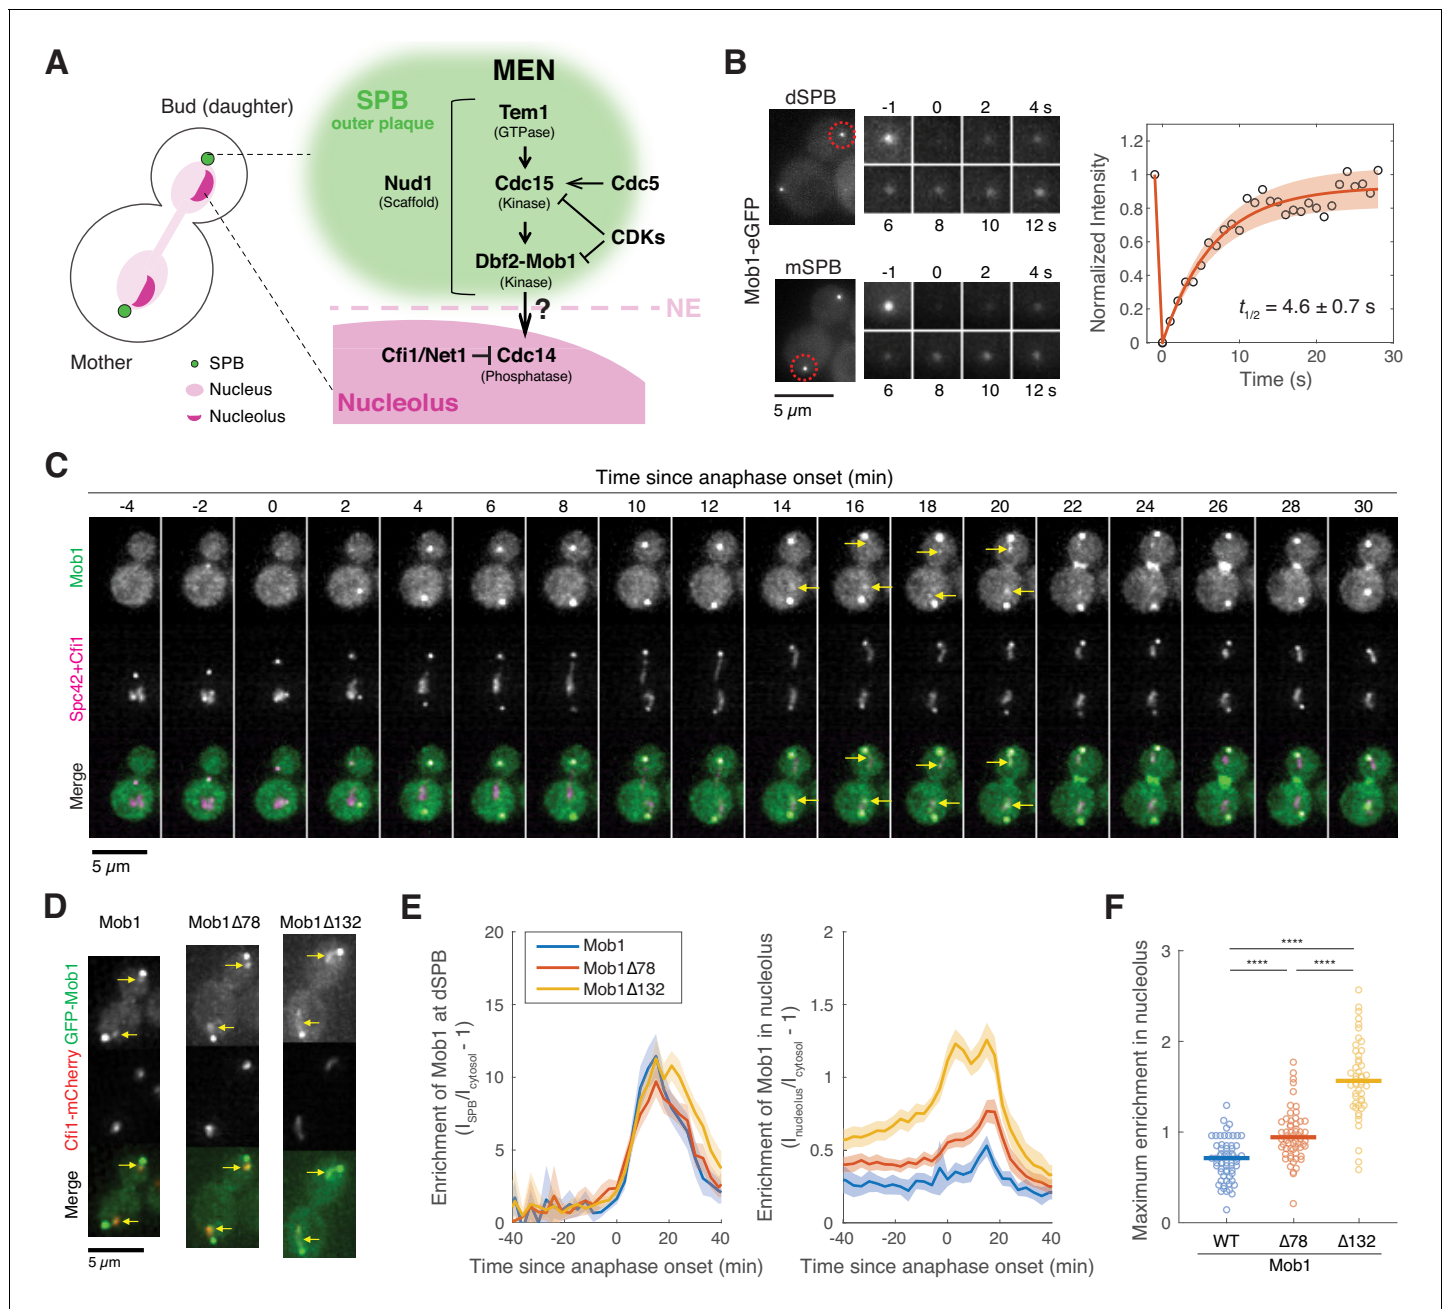 A
Bud (daughter)
Mother
SPB
Nucleus
Nucleolus
MEN
SPB
outer plaque
Tem1
(GTPase)
Nud1
(Scaffold)
Cdc15
(Kinase)
Cdc5
CDKs
Dbf2-Mob1
(Kinase)
?
NE
Cfi1/Net1
Cdc14
(Phosphatase)
Nucleolus
B
Mob1-eGFP
dSPB
-1 0 2 4 s
6 8 10 12 s
mSPB
-1 0 2 4 s
6 8 10 12 s
5 µm
Normalized Intensity
1.2
1
0.8
0.6
0.4
0.2
0
t1/2 = 4.6 ± 0.7 s
0 10 20 30
Time (s)
C
Time since anaphase onset (min)
-4 -2 0 2 4 6 8 10 12 14 16 18 20 22 24 26 28 30
Mob1
Spc42+Cfi1
Merge
5 µm
D
Mob1 Mob1Δ78 Mob1Δ132
GFP-Mob1
Cfi1-mCherry
Merge
5 µm
E
Enrichment of Mob1 at dSPB
(ISPB/Icytosol - 1)
20
15
10
5
0
Mob1
Mob1Δ78
Mob1Δ132
-40 -20 0 20 40
Time since anaphase onset (min)
Enrichment of Mob1 in nucleolus
(Inucleolus/Icytosol - 1)
2
1.5
1
0.5
0
-40 -20 0 20 40
Time since anaphase onset (min)
F
Maximum enrichment in nucleolus
3
2
1
0
****
**** ****
WT Δ78 Δ132
Mob1